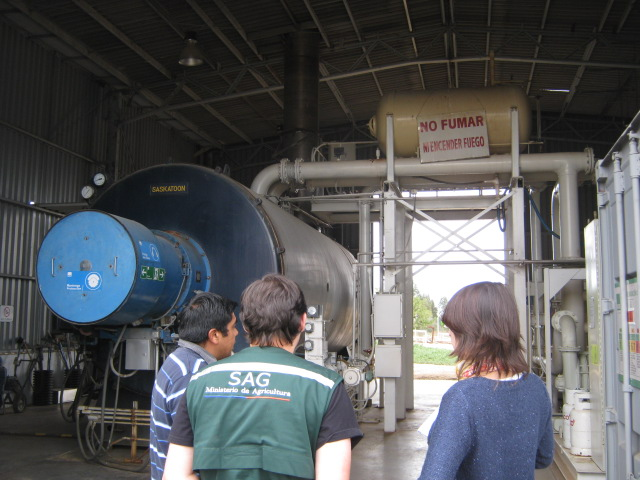 SASKATOON
NO FUMAR
NI ENCENDER FUEGO
SAG
Ministerio de Agricultura